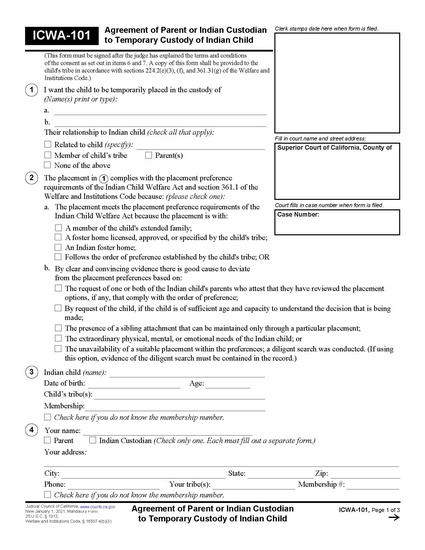 ICWA-101
Agreement of Parent or Indian Custodian
to Temporary Custody of Indian Child
Clerk stamps date here when form is filed.
(This form must be signed after the judge has explained the terms and conditions
of the consent as set out in items 6 and 7. A copy of this form shall be provided to the
child's tribe in accordance with sections 224.2(c), (f), and 361.31(g) of the Welfare and
Institutions Code.)
1 I want the child to be temporarily placed in the custody of
(Name(s) print or type):
a.
b.
Their relationship to Indian child (check all that apply):
Related to child (specify):
Member of child's tribe Parent(s)
None of the above
Fill in court name and street address:
Superior Court of California, County of
Court fills in case number when form is filed.
Case Number:
2 The placement in 1 complies with the placement preference
requirements of the Indian Child Welfare Act and section 361.1 of the
Welfare and Institutions Code because: (please check one):
a. The placement meets the placement preference requirements of the
Indian Child Welfare Act because the placement is with:
A member of the child's extended family;
A foster home licensed, approved, or specified by the child's tribe;
An Indian foster home;
Follows the order of preference established by the child's tribe; OR
b. By clear and convincing evidence there is good cause to deviate
from the placement preferences based on:
The request of one or both of the Indian child's parents who attest that they have reviewed the placement
options, if any, that comply with the order of preference;
By request of the child, if the child is of sufficient age and capacity to understand the decision that is being
made;
The presence of a sibling attachment that can be maintained only through a particular placement;
The extraordinary physical, mental, or emotional needs of the Indian child; or
The unavailability of a suitable placement within the preferences; a diligent search was conducted. (If using
this option, evidence of the diligent search must be contained in the record.)
3 Indian child (name):
Date of birth: Age:
Child's tribe(s):
Membership:
Check here if you do not know the membership number.
4 Your name:
Parent Indian Custodian (Check only one. Each must fill out a separate form.)
Your address:
City: State: Zip:
Phone: Your tribe(s): Membership #:
Check here if you do not know the membership number.
Judicial Council of California, www.courts.ca.gov
New January 1, 2021, Mandatory Form
25 U.S.C. § 1913;
Welfare and Institutions Code, § 16507.4(b)(3)
Agreement of Parent or Indian Custodian
to Temporary Custody of Indian Child
ICWA-101, Page 1 of 3